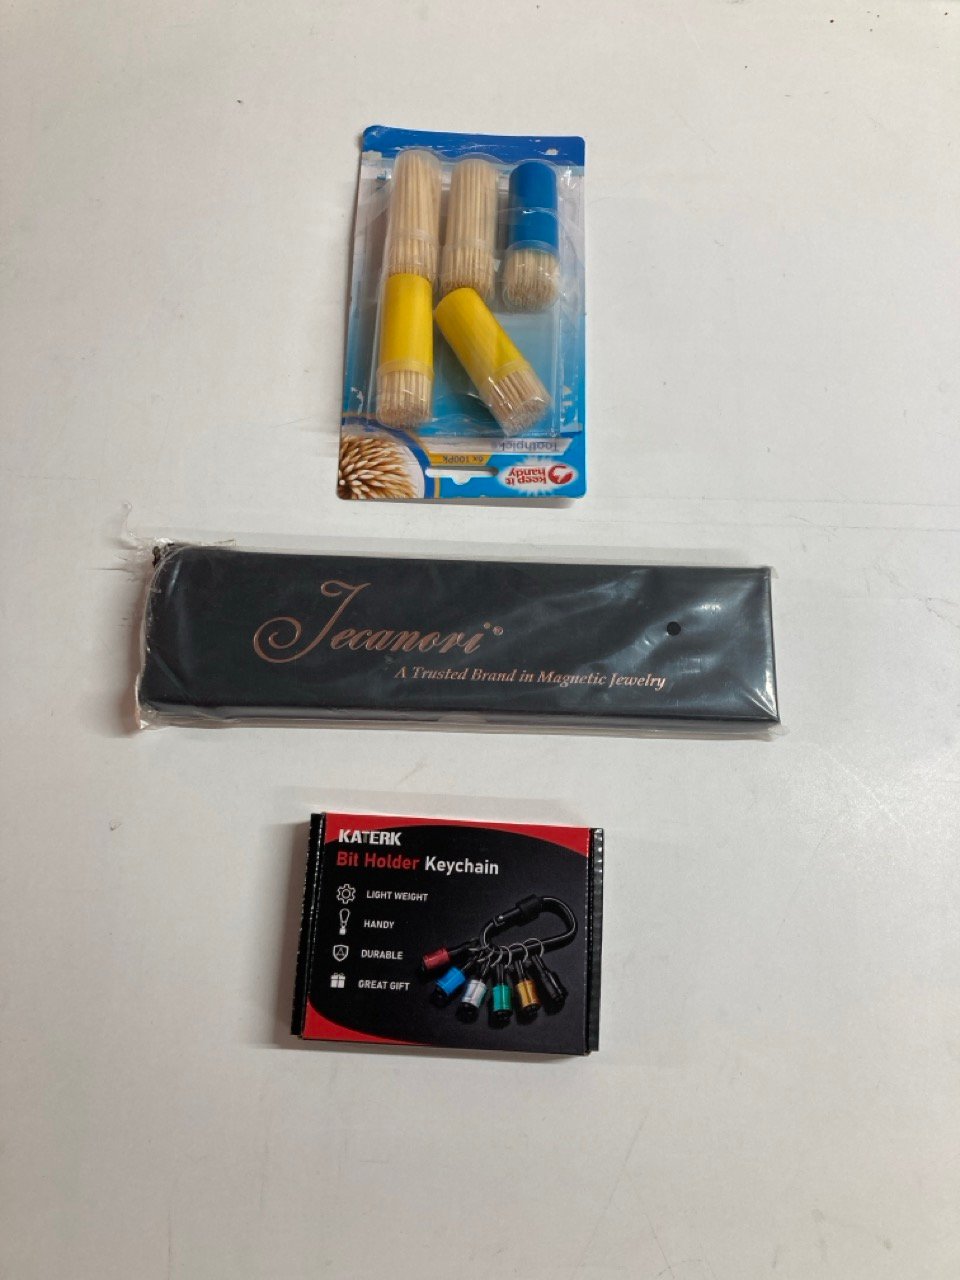 Toothpick
6x 100Pk
keep it
handy
Jecanori
A Trusted Brand in Magnetic Jewelry
KATERK
Bit Holder Keychain
LIGHT WEIGHT
HANDY
DURABLE
GREAT GIFT